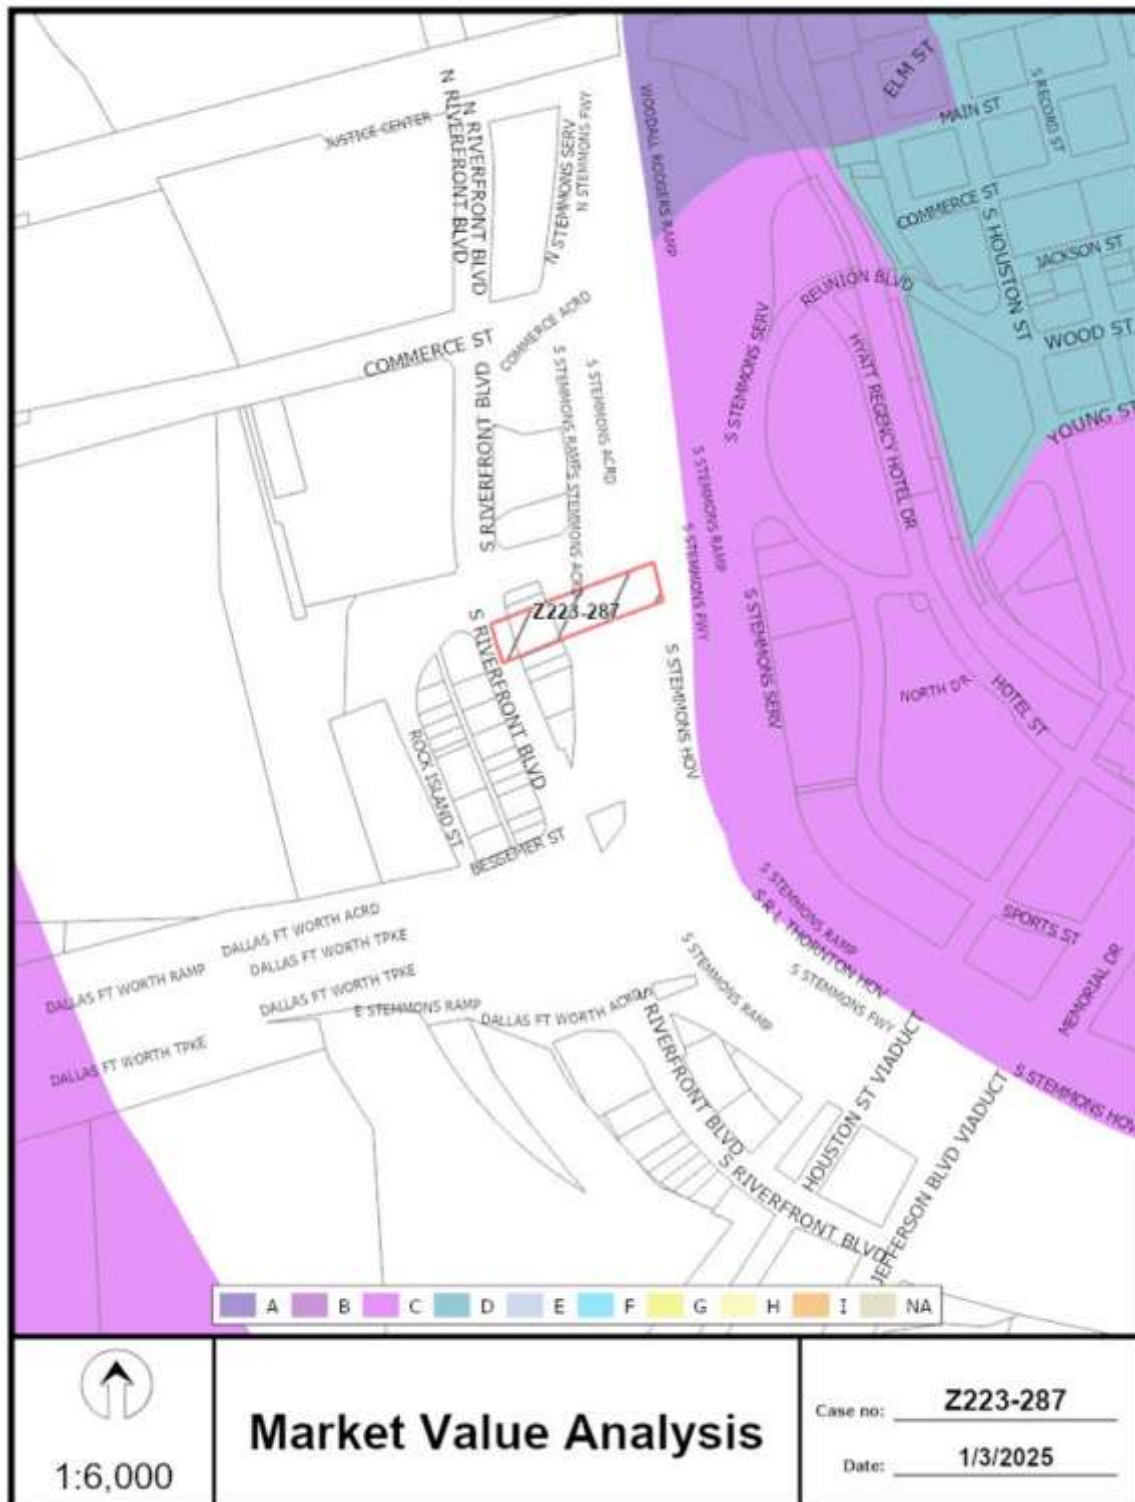 ELM ST
MAIN ST
S RECORD ST
WOODALL RODGERS RAMP
N STEMMONS FWY
N STEMMONS SERV
N RIVERFRONT BLVD
N RIVERFRONT BLVD
JUSTICE CENTER
COMMERCE ST
S HOUSTON ST
JACKSON ST
REUNION BLVD
WOOD ST
COMMERCE ACRD
COMMERCE ST
S STEMMONS SERV
HYATT REGENCY HOTEL DR
S RIVERFRONT BLVD
S STEMMONS RAMP
S STEMMONS ACRD
YOUNG ST
S STEMMONS ACRD
S STEMMONS RAMP
S STEMMONS FWY
Z223-287
S RIVERFRONT BLVD
S STEMMONS SERV
S STEMMONS HOV
NORTH DR
HOTEL ST
ROCK ISLAND ST
BESSEMER ST
S STEMMONS RAMP
S R L THORNTON HOV
SPORTS ST
DALLAS FT WORTH ACRD
DALLAS FT WORTH TPKE
DALLAS FT WORTH RAMP
DALLAS FT WORTH TPKE
E STEMMONS RAMP
DALLAS FT WORTH ACRD
S STEMMONS RAMP
S STEMMONS FWY
MEMORIAL DR
DALLAS FT WORTH TPKE
S RIVERFRONT BLVD
HOUSTON ST VIADUCT
S STEMMONS HOV
S RIVERFRONT BLVD
JEFFERSON BLVD VIADUCT
A B C D E F G H I NA
1:6,000
Market Value Analysis
Case no: Z223-287
Date: 1/3/2025